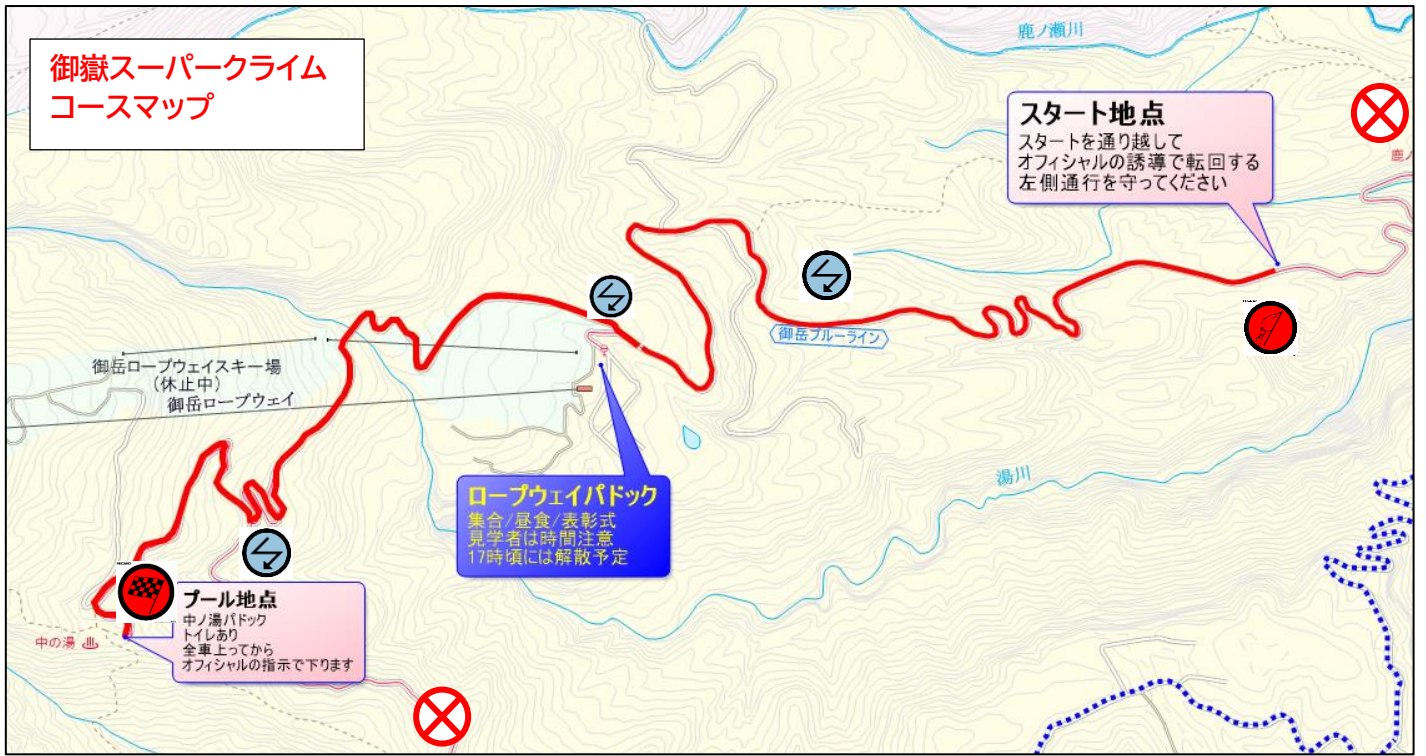 御嶽スーパークライム
コースマップ
鹿ノ瀬川
スタート地点
スタートを通り越して
オフィシャルの誘導で転回する
左側通行を守ってください
御岳ブルーライン
御岳ロープウェイスキー場
(休止中)
御岳ロープウェイ
湯川
ロープウェイパドック
集合/昼食/表彰式
見学者は時間注意
17時頃には解散予定
プール地点
中ノ湯パドック
トイレあり
全車上ってから
オフィシャルの指示で下ります
中の湯